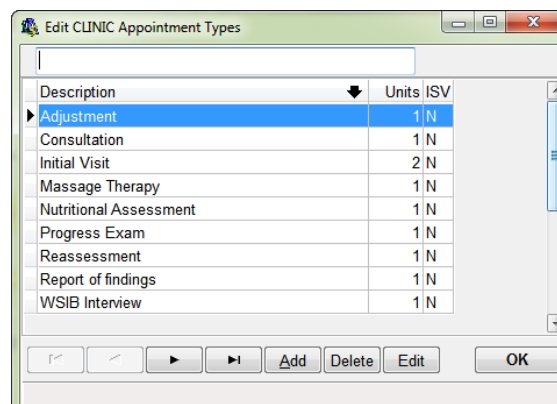 Edit CLINIC Appointment Types
Description Units ISV
Adjustment 1 N
Consultation 1 N
Initial Visit 2 N
Massage Therapy 1 N
Nutritional Assessment 1 N
Progress Exam 1 N
Reassessment 1 N
Report of findings 1 N
WSIB Interview 1 N
Add Delete Edit OK